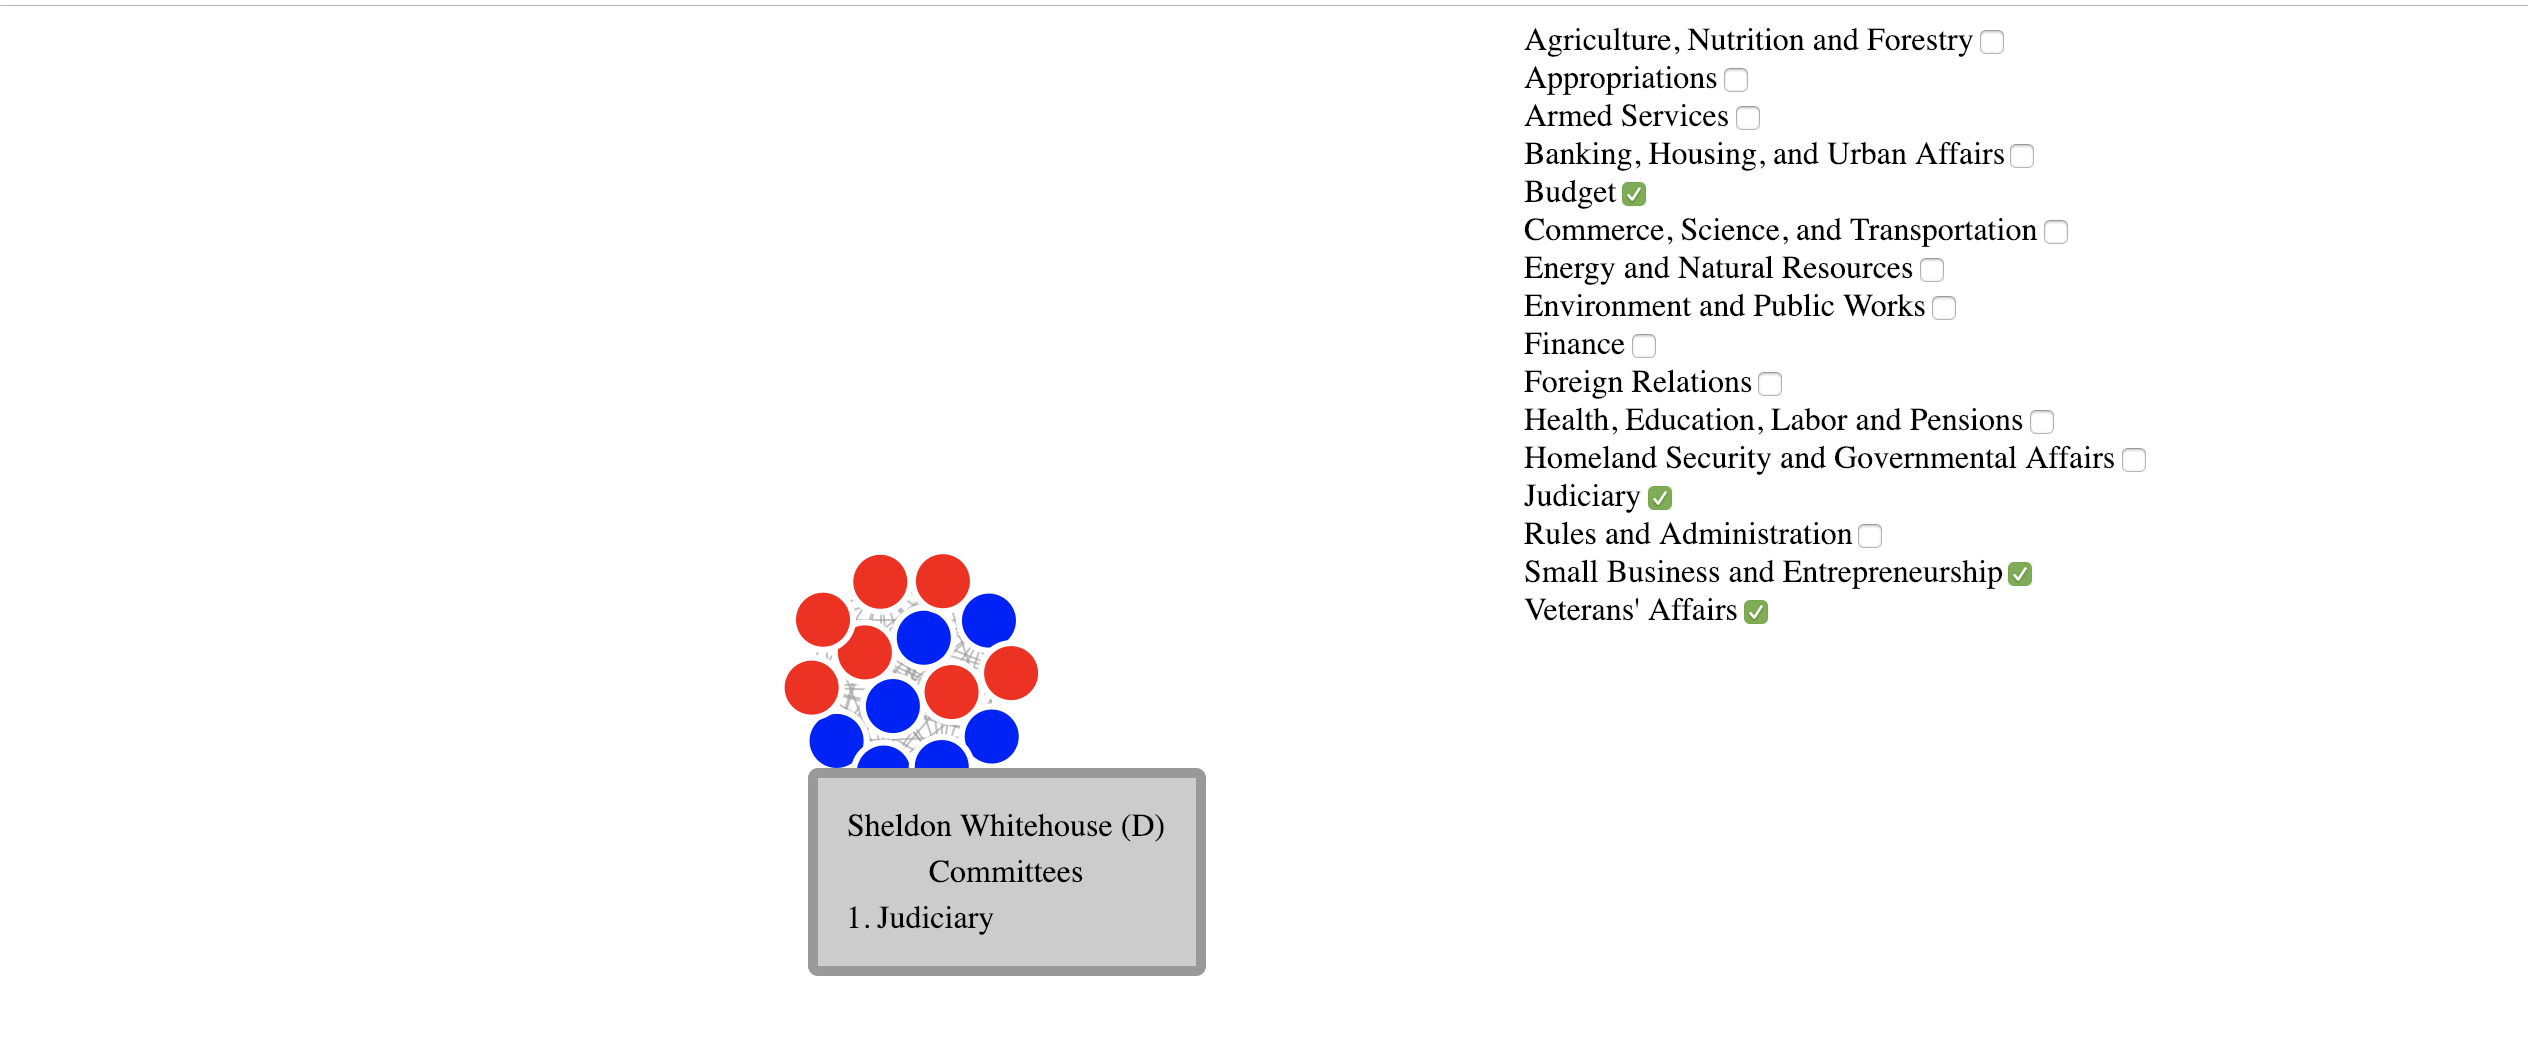 Agriculture, Nutrition and Forestry
Appropriations
Armed Services
Banking, Housing, and Urban Affairs
Budget
Commerce, Science, and Transportation
Energy and Natural Resources
Environment and Public Works
Finance
Foreign Relations
Health, Education, Labor and Pensions
Homeland Security and Governmental Affairs
Judiciary
Rules and Administration
Small Business and Entrepreneurship
Veterans' Affairs
Sheldon Whitehouse (D)
Committees
1. Judiciary